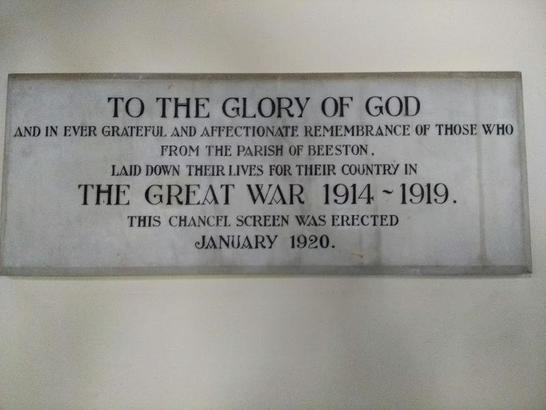 TO THE GLORY OF GOD
AND IN EVER GRATEFUL AND AFFECTIONATE REMEMBRANCE OF THOSE WHO
FROM THE PARISH OF BEESTON.
LAID DOWN THEIR LIVES FOR THEIR COUNTRY IN
THE GREAT WAR 1914~1919.
THIS CHANCEL SCREEN WAS ERECTED
JANUARY 1920.